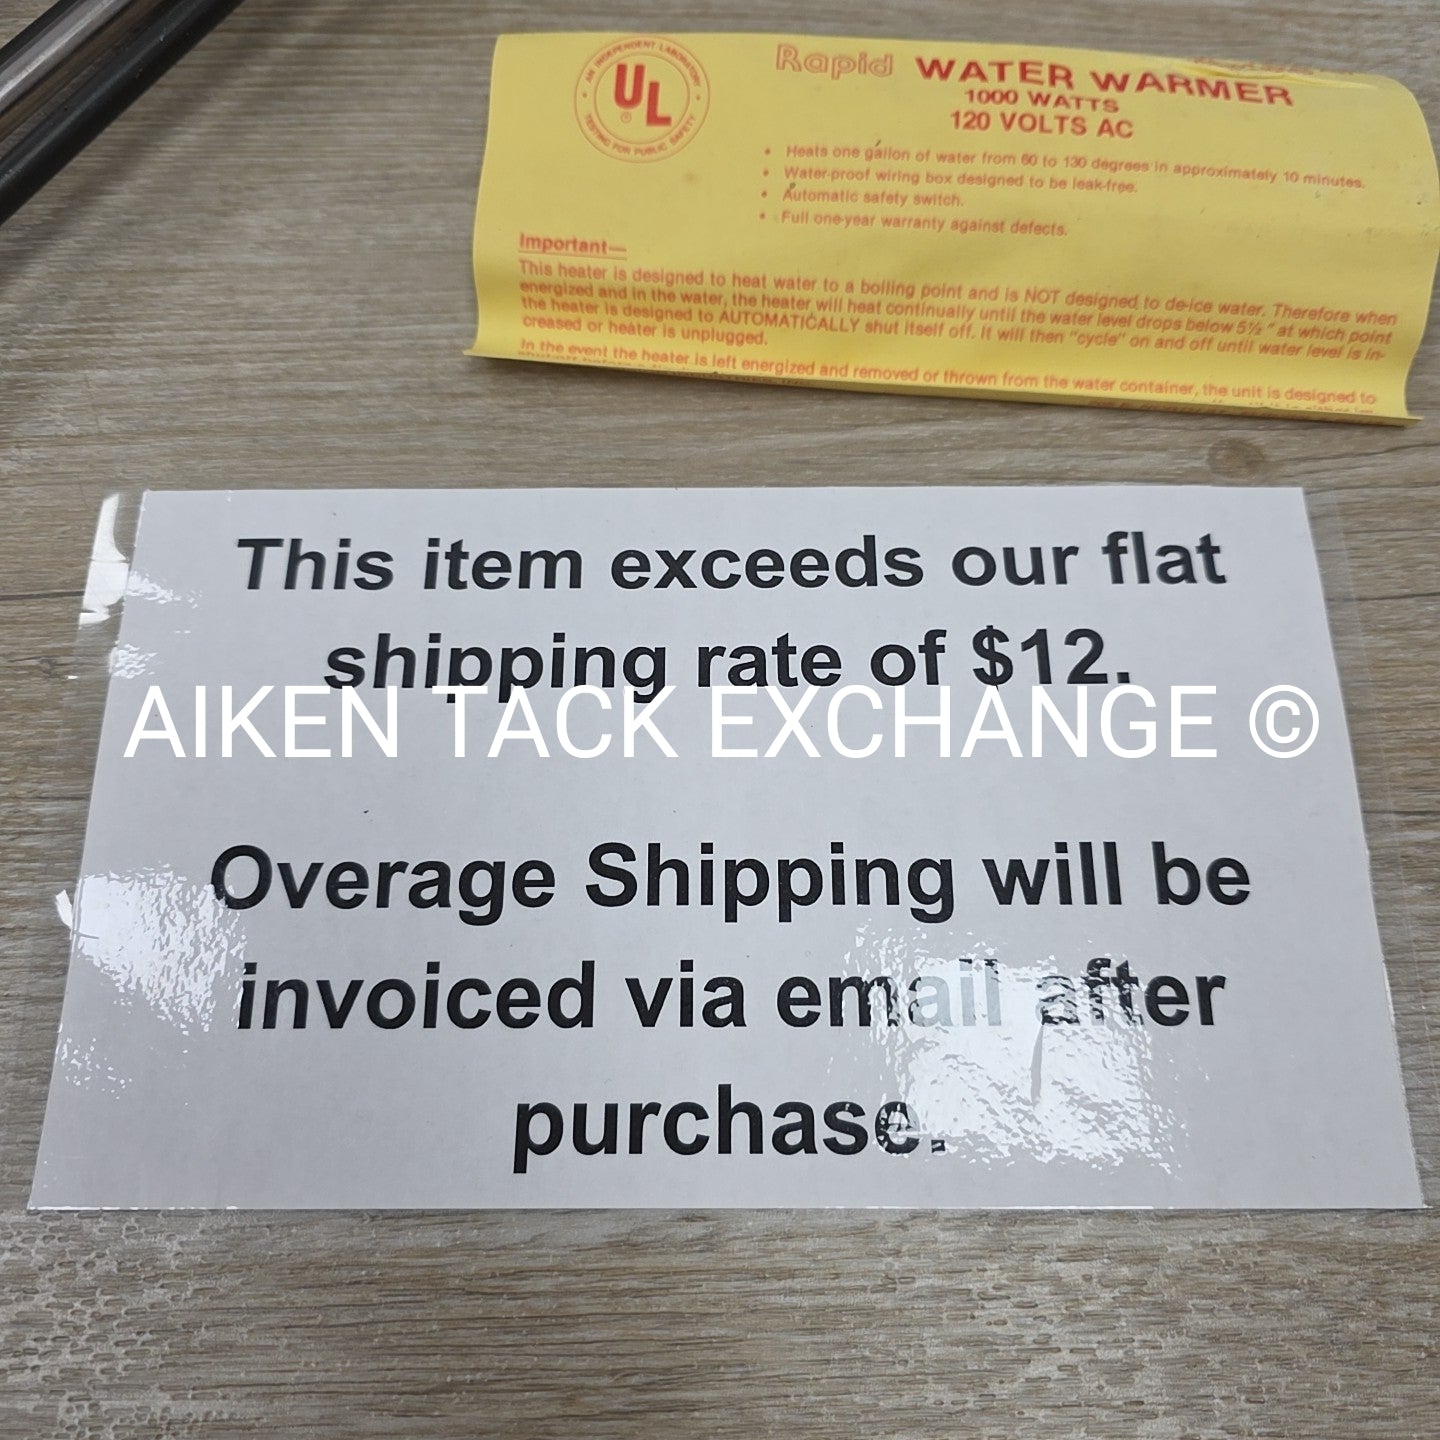 AN INDEPENDENT LABORATORY
UL
®
TESTING FOR PUBLIC SAFETY
Rapid WATER WARMER
1000 WATTS
120 VOLTS AC
• Heats one gallon of water from 60 to 130 degrees in approximately 10 minutes.
• Water-proof wiring box designed to be leak-free.
• Automatic safety switch.
• Full one-year warranty against defects.
Important—
This heater is designed to heat water to a boiling point and is NOT designed to de-ice water. Therefore when
energized and in the water, the heater will heat continually until the water level drops below 5½" at which point
the heater is designed to AUTOMATICALLY shut itself off. It will then "cycle" on and off until water level is in-
creased or heater is unplugged.
In the event the heater is left energized and removed or thrown from the water container, the unit is designed to
This item exceeds our flat
shipping rate of $12.
AIKEN TACK EXCHANGE ©
Overage Shipping will be
invoiced via email after
purchase.